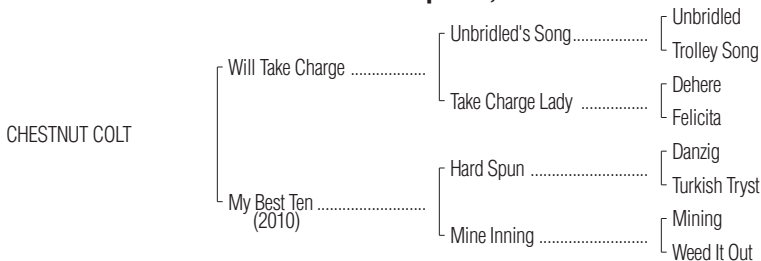 Unbridled
Unbridled's Song..................
Trolley Song
Will Take Charge ..................
Dehere
Take Charge Lady ................
Felicita
CHESTNUT COLT
Danzig
Hard Spun ............................
Turkish Tryst
My Best Ten ..........................
(2010)
Mining
Mine Inning ..........................
Weed It Out